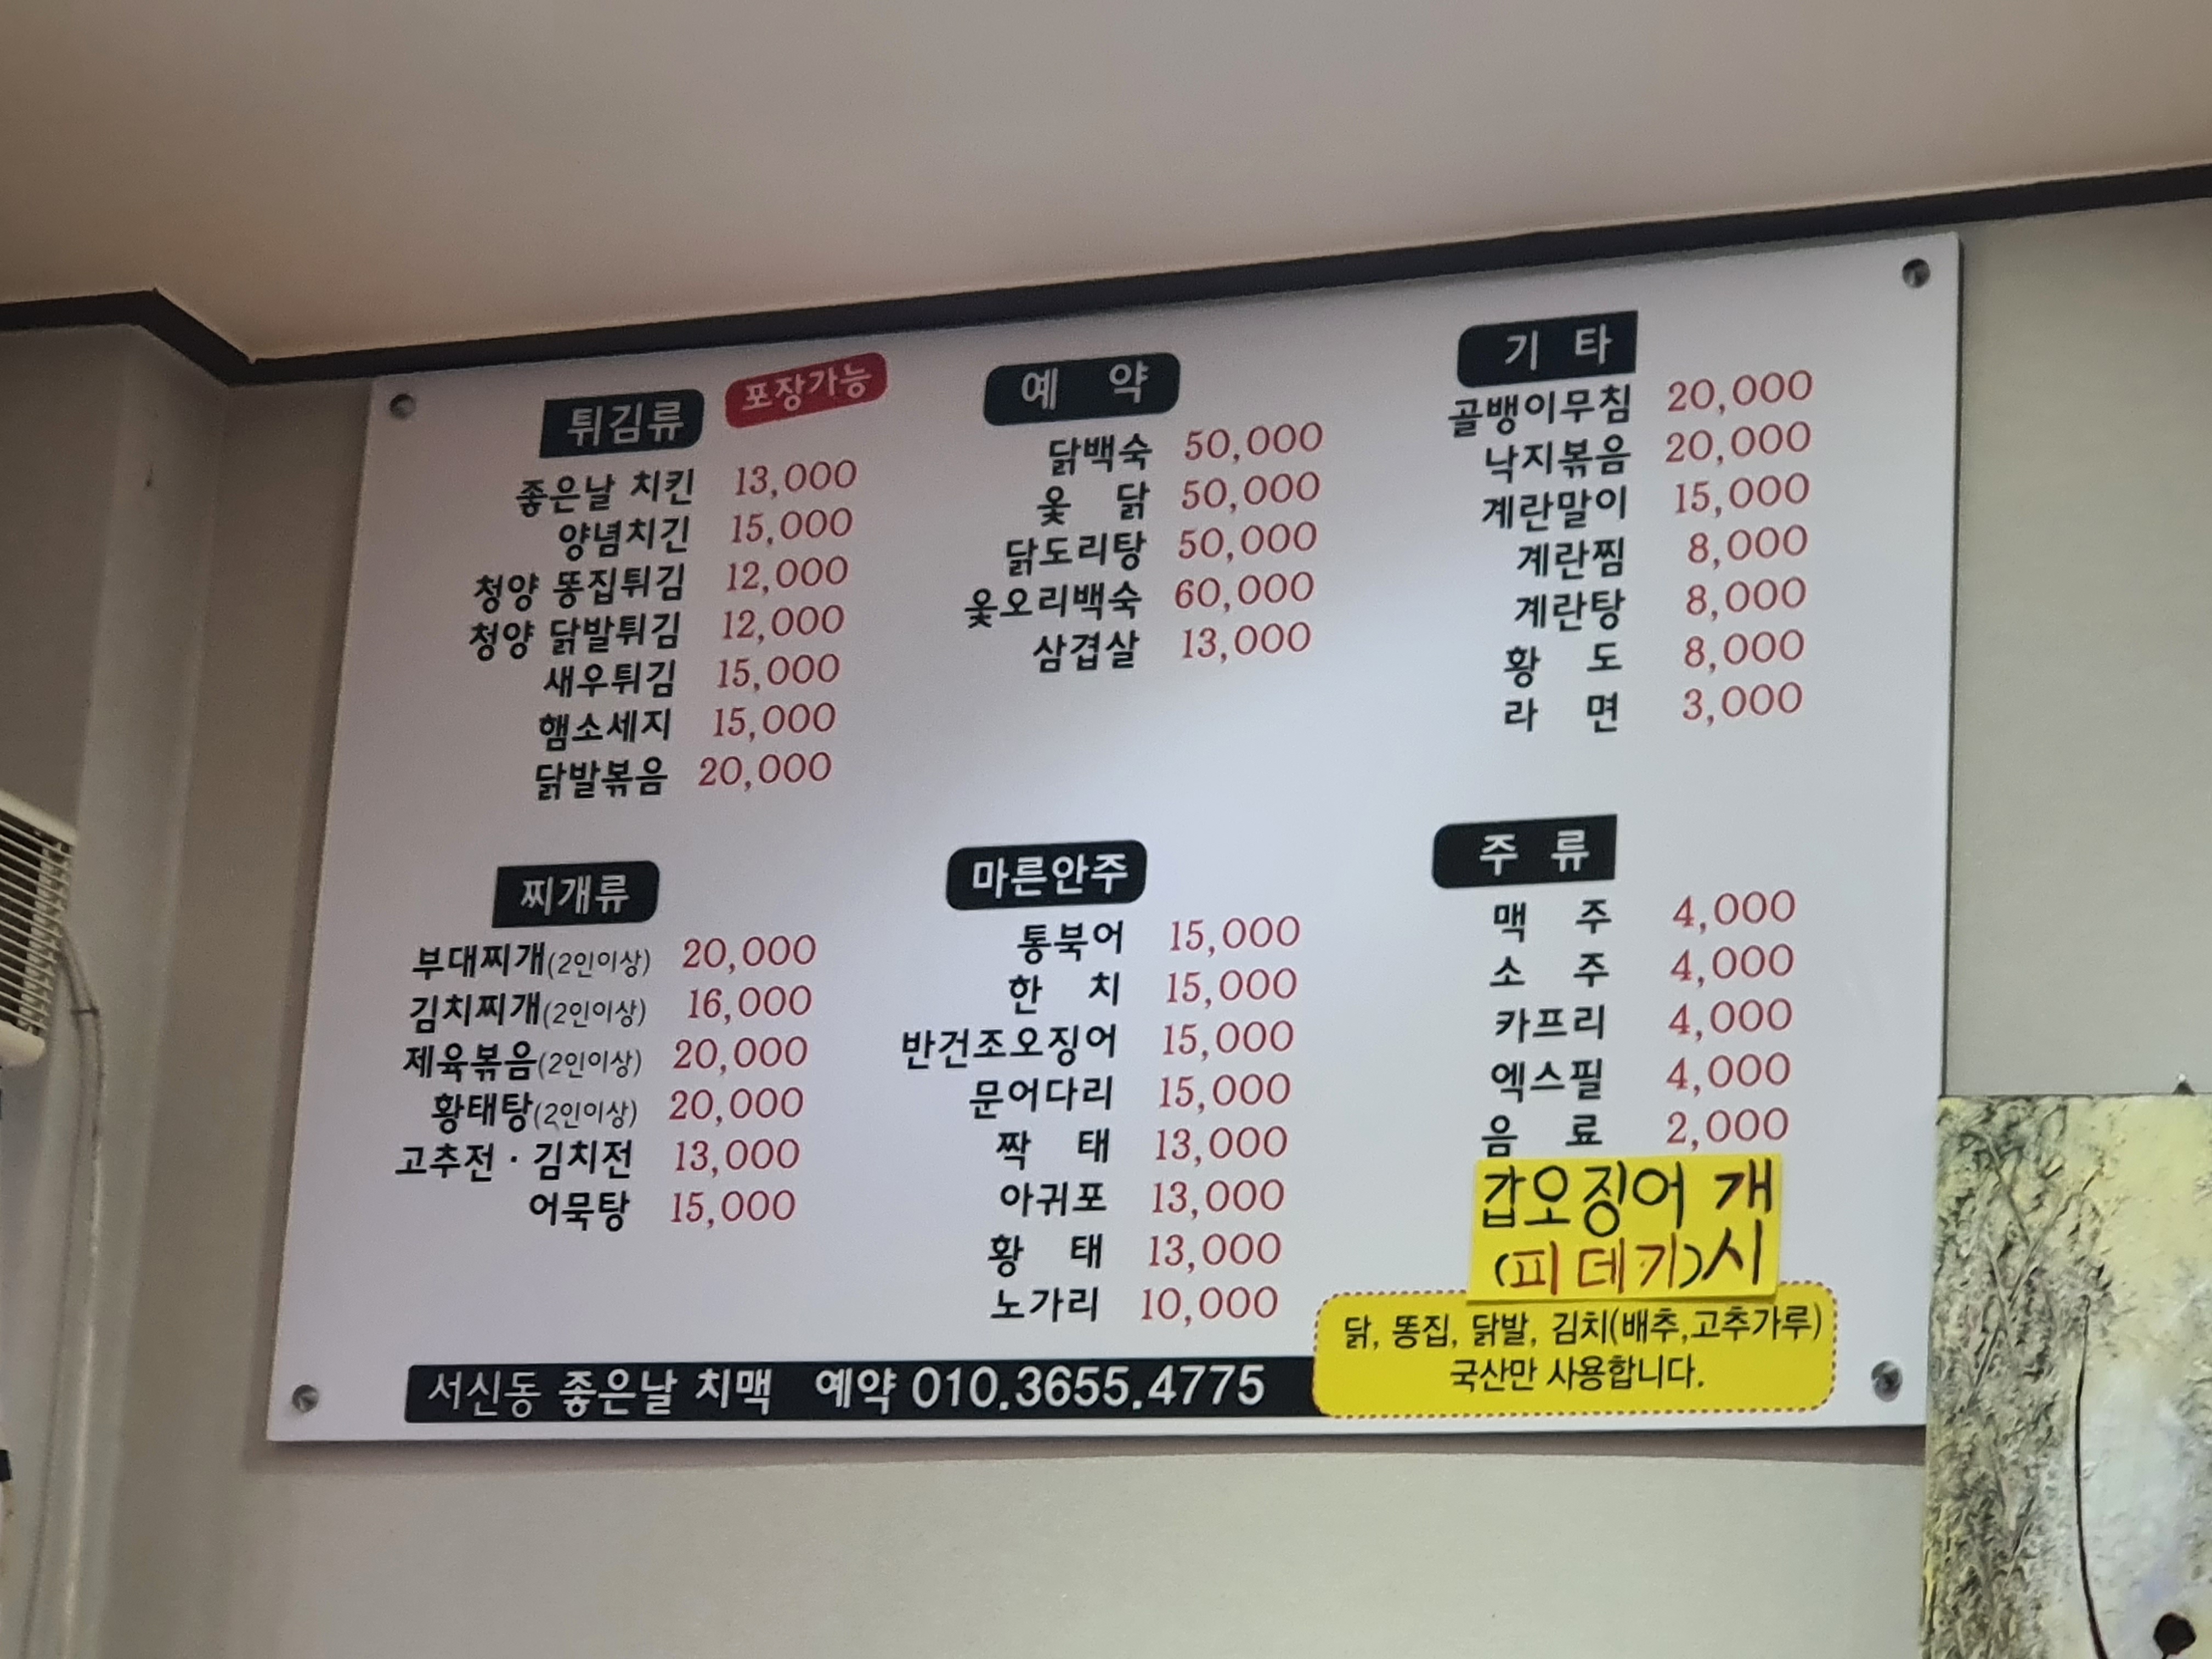 튀김류 포장가능
좋은날 치킨 13,000
양념치긴 15,000
청양 똥집튀김 12,000
청양 닭발튀김 12,000
새우튀김 15,000
햄소세지 15,000
닭발볶음 20,000
예 약
닭백숙 50,000
옻 닭 50,000
닭도리탕 50,000
옻오리백숙 60,000
삼겹살 13,000
기 타
골뱅이무침 20,000
낙지볶음 20,000
계란말이 15,000
계란찜 8,000
계란탕 8,000
황 도 8,000
라 면 3,000
찌개류
부대찌개(2인이상) 20,000
김치찌개(2인이상) 16,000
제육볶음(2인이상) 20,000
황태탕(2인이상) 20,000
고추전 · 김치전 13,000
어묵탕 15,000
마른안주
통북어 15,000
한 치 15,000
반건조오징어 15,000
문어다리 15,000
짝 태 13,000
아귀포 13,000
황 태 13,000
노가리 10,000
주 류
맥 주 4,000
소 주 4,000
카프리 4,000
엑스필 4,000
음 료 2,000
갑오징어 개
(피데기)시
닭, 똥집, 닭발, 김치(배추,고추가루)
국산만 사용합니다.
서신동 좋은날 치맥 예약 010.3655.4775